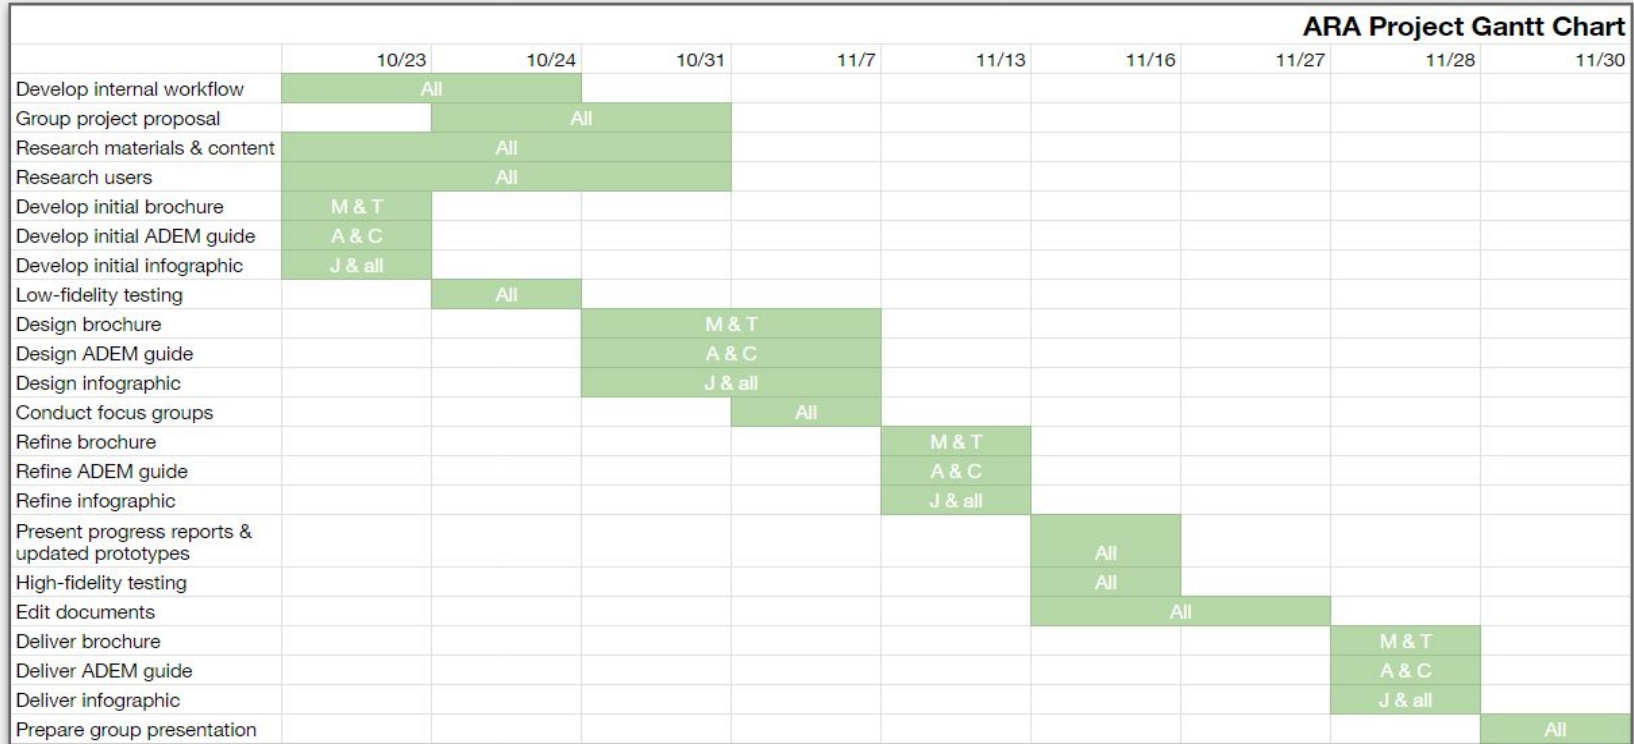 ARA Project Gantt Chart
10/23 10/24 10/31 11/7 11/13 11/16 11/27 11/28 11/30
Develop internal workflow All
Group project proposal All
Research materials & content All
Research users All
Develop initial brochure M & T
Develop initial ADEM guide A & C
Develop initial infographic J & all
Low-fidelity testing All
Design brochure M & T
Design ADEM guide A & C
Design infographic J & all
Conduct focus groups All
Refine brochure M & T
Refine ADEM guide A & C
Refine infographic J & all
Present progress reports &
updated prototypes All
High-fidelity testing All
Edit documents All
Deliver brochure M & T
Deliver ADEM guide A & C
Deliver infographic J & all
Prepare group presentation All